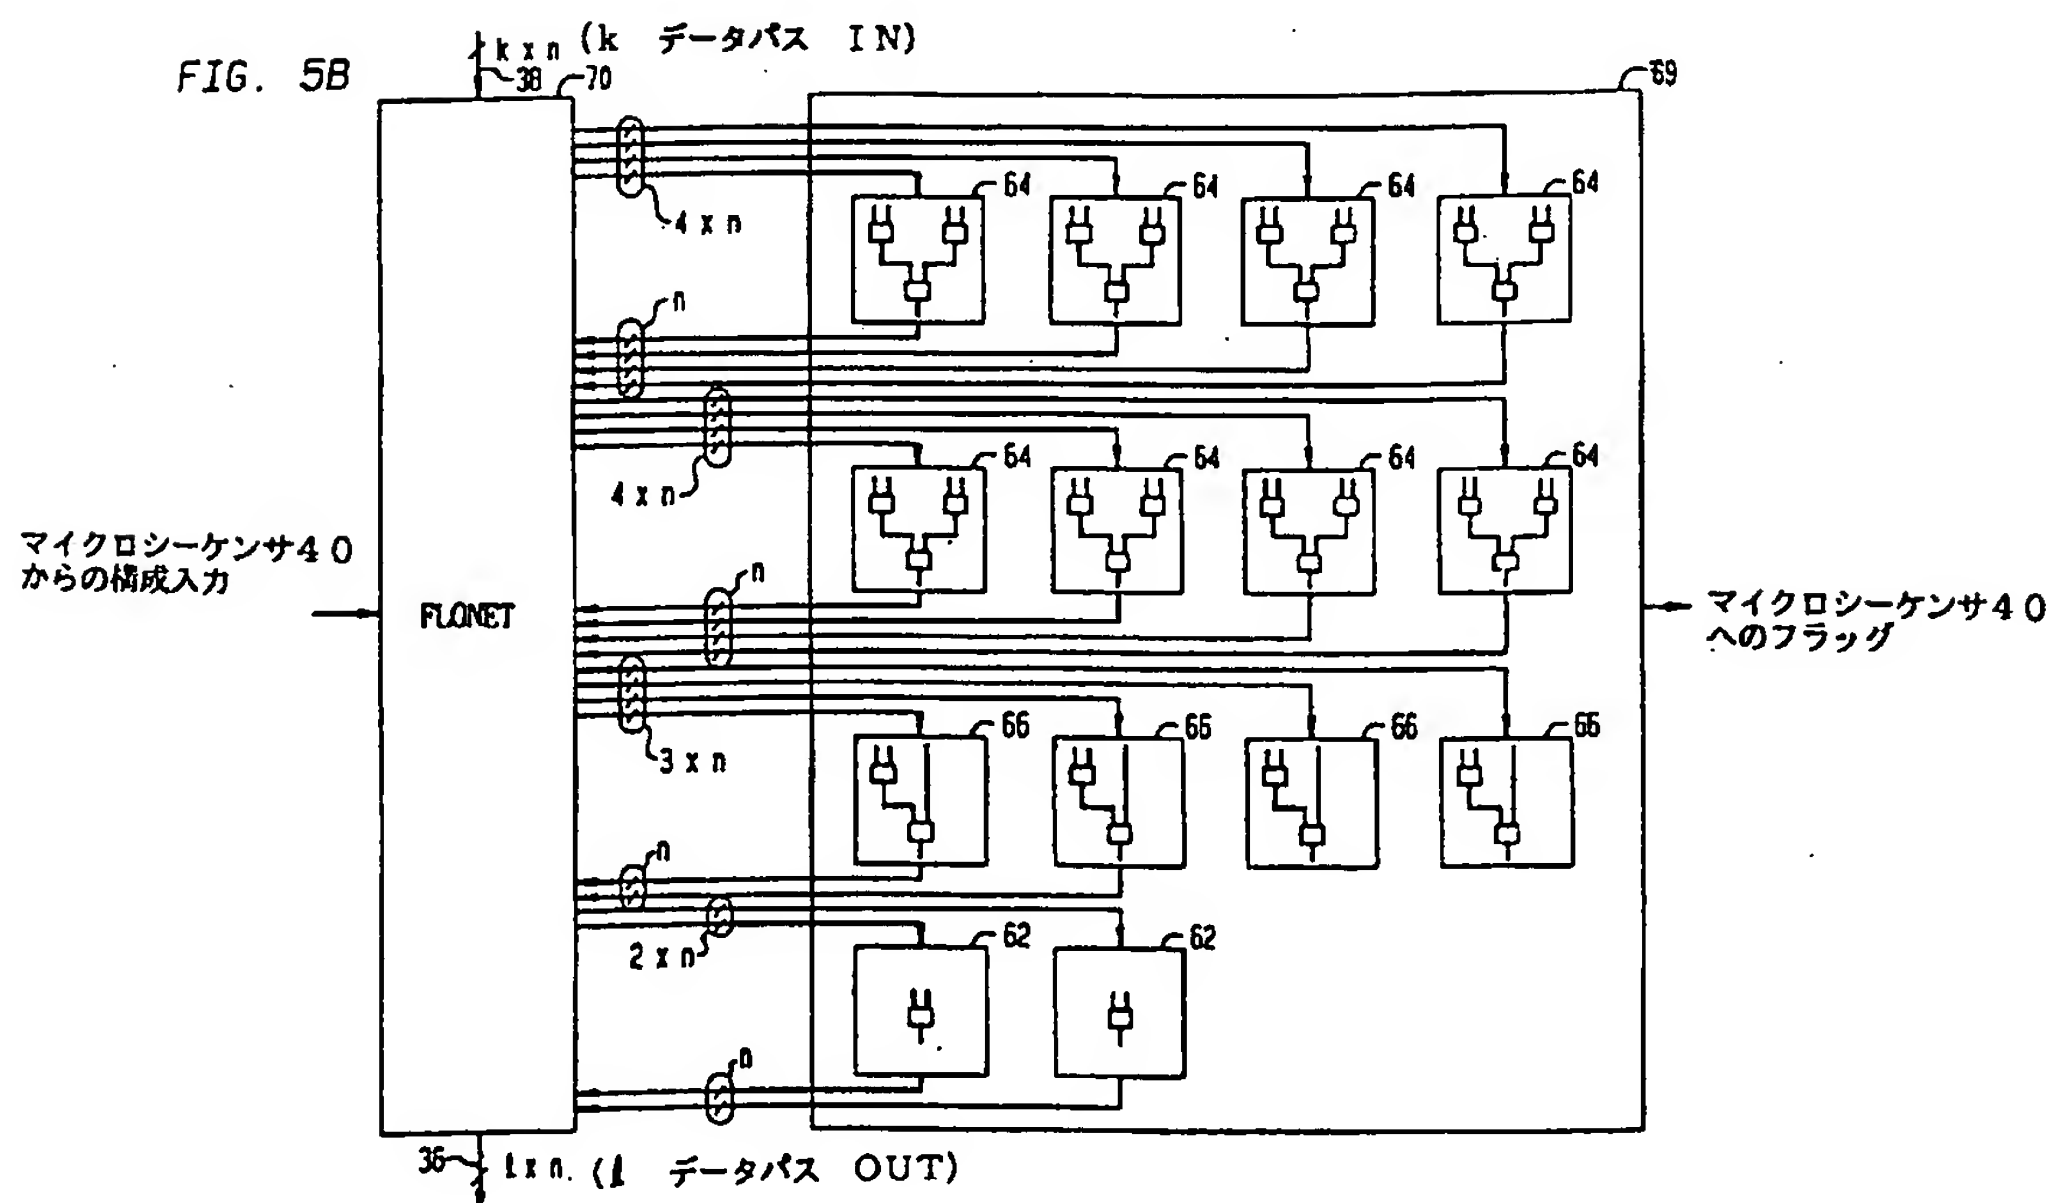 FIG. 5B
k x n (k データパス IN)
38
70
69
64
64
64
64
4 x n
n
64
64
64
64
4 x n
マイクロシーケンサ40
からの構成入力
FLONET
n
マイクロシーケンサ40
へのフラッグ
66
66
66
66
3 x n
n
62
62
2 x n
n
36
l x n. (l データパス OUT)